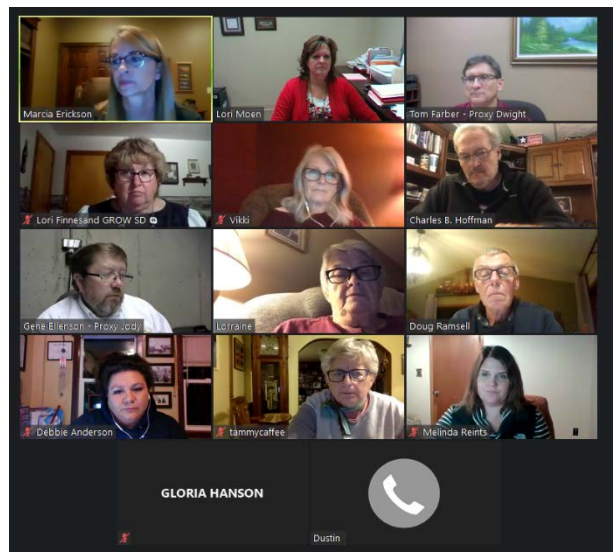 Marcia Erickson
Lori Moen
Tom Farber - Proxy Dwight
Lori Finnesand GROW SD
Vikki
Charles B. Hoffman
Gene Ellenson - Proxy Jody
Lorraine
Doug Ramsell
Debbie Anderson
tammycaffee
Melinda Reints
GLORIA HANSON
Dustin